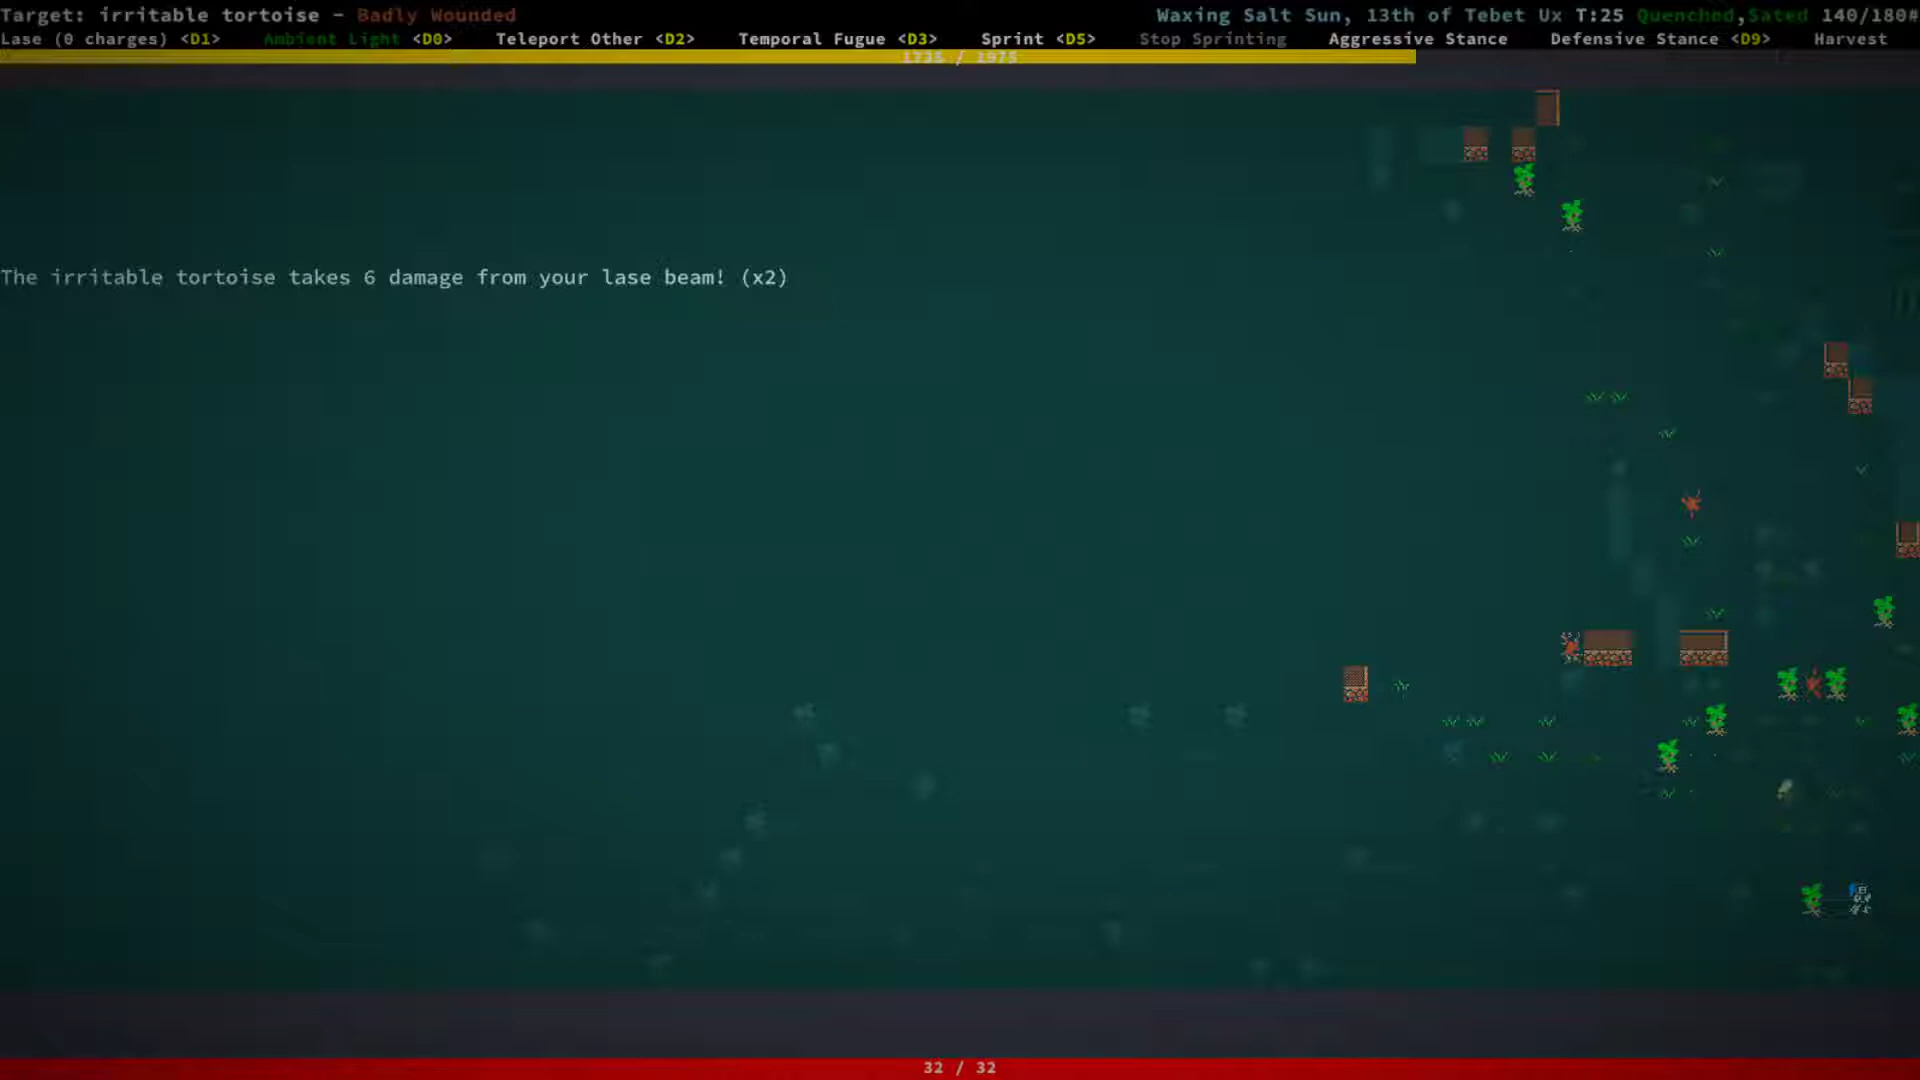 Target: irritable tortoise - Badly Wounded
Waxing Salt Sun, 13th of Tebet Ux T:25 Quenched,Sated 140/180#
Lase (0 charges) <D1> Ambient Light <D0> Teleport Other <D2> Temporal Fugue <D3> Sprint <D5> Stop Sprinting Aggressive Stance Defensive Stance <D9> Harvest
1735 / 1975
The irritable tortoise takes 6 damage from your lase beam! (x2)
32 / 32